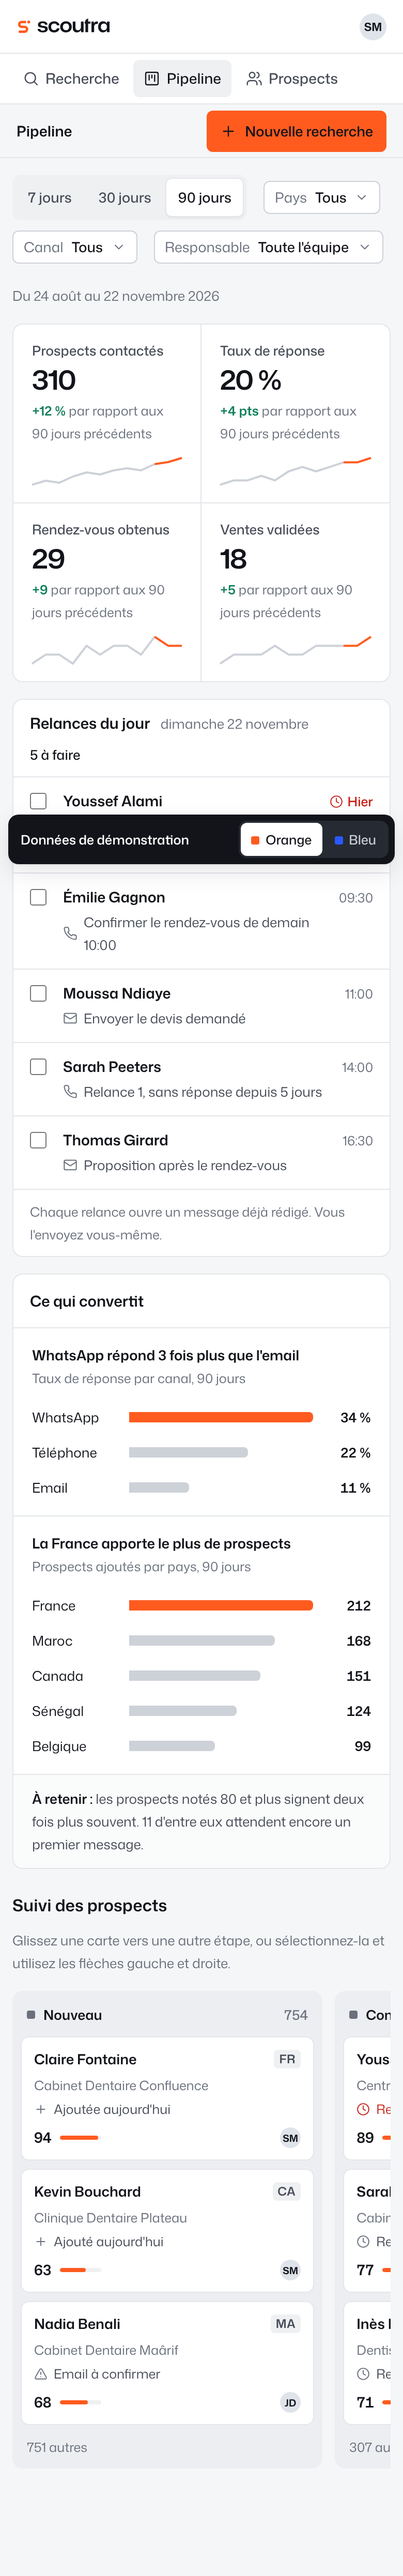 scoutra
SM
Recherche
Pipeline
Prospects
Pipeline
Nouvelle recherche
7 jours
30 jours
90 jours
Pays Tous
Canal Tous
Responsable Toute l'équipe
Du 24 août au 22 novembre 2026
Prospects contactés
310
+12 % par rapport aux
90 jours précédents
Taux de réponse
20 %
+4 pts par rapport aux
90 jours précédents
Rendez-vous obtenus
29
+9 par rapport aux 90
jours précédents
Ventes validées
18
+5 par rapport aux 90
jours précédents
Relances du jour dimanche 22 novembre
5 à faire
Youssef Alami
Hier
Données de démonstration
Orange
Bleu
Émilie Gagnon
09:30
Confirmer le rendez-vous de demain
10:00
Moussa Ndiaye
11:00
Envoyer le devis demandé
Sarah Peeters
14:00
Relance 1, sans réponse depuis 5 jours
Thomas Girard
16:30
Proposition après le rendez-vous
Chaque relance ouvre un message déjà rédigé. Vous
l'envoyez vous-même.
Ce qui convertit
WhatsApp répond 3 fois plus que l'email
Taux de réponse par canal, 90 jours
WhatsApp 34 %
Téléphone 22 %
Email 11 %
La France apporte le plus de prospects
Prospects ajoutés par pays, 90 jours
France 212
Maroc 168
Canada 151
Sénégal 124
Belgique 99
À retenir : les prospects notés 80 et plus signent deux
fois plus souvent. 11 d'entre eux attendent encore un
premier message.
Suivi des prospects
Glissez une carte vers une autre étape, ou sélectionnez-la et
utilisez les flèches gauche et droite.
Nouveau 754
Claire Fontaine FR
Cabinet Dentaire Confluence
Ajoutée aujourd'hui
94 SM
Kevin Bouchard CA
Clinique Dentaire Plateau
Ajouté aujourd'hui
63 SM
Nadia Benali MA
Cabinet Dentaire Maârif
Email à confirmer
68 JD
751 autres
Con
Yous
Centr
Re
89
Sara
Cabin
Re
77
Inès
Dentis
Re
71
307 au